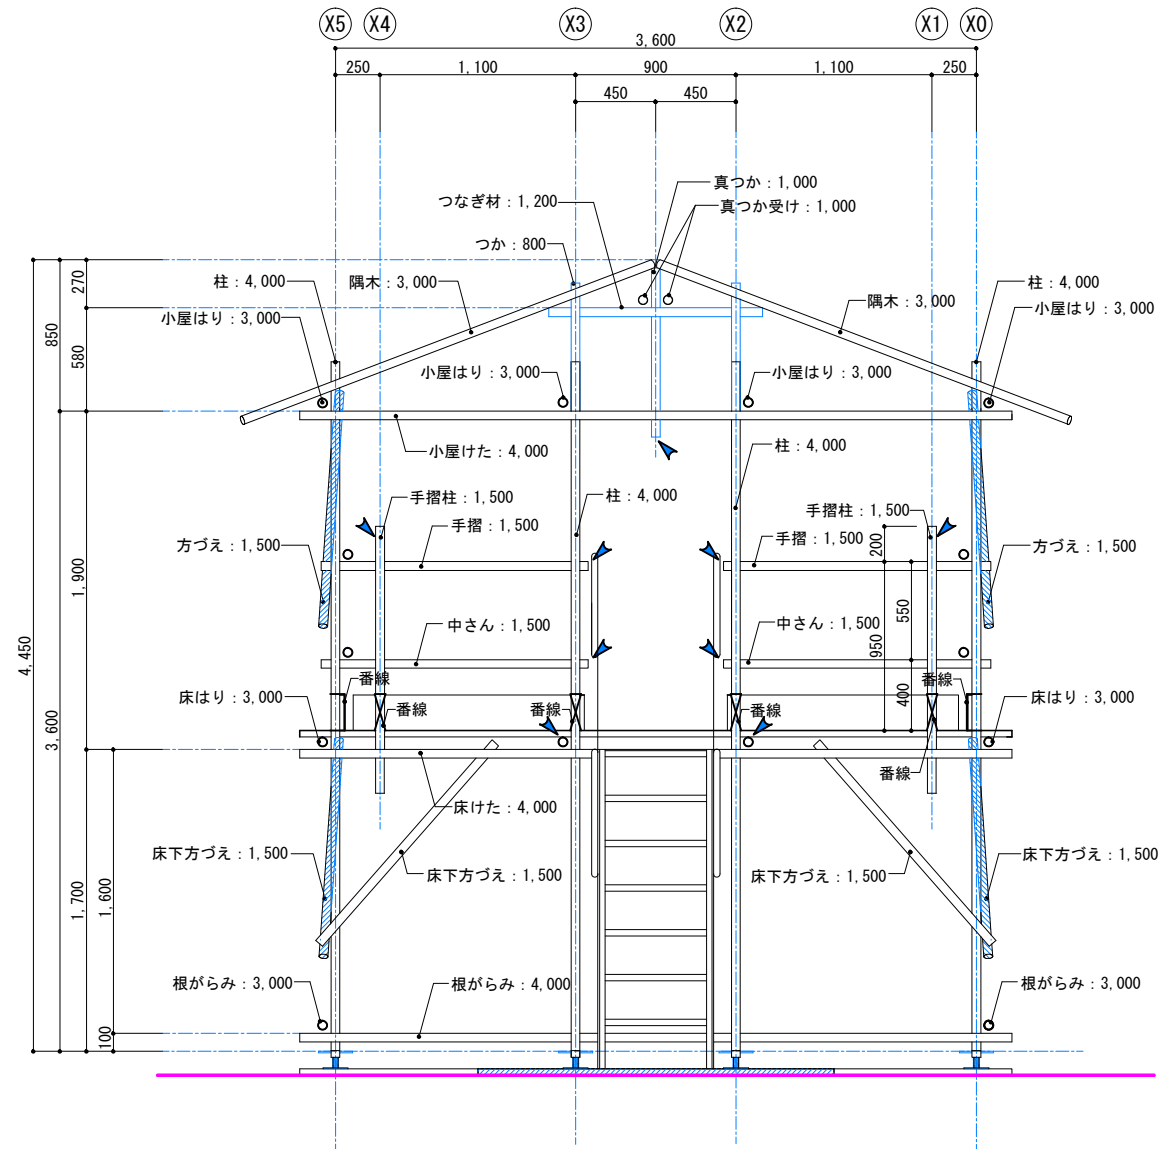 X5 X4 X3 X2 X1 X0
3,600
250 1,100 900 1,100 250
450 450
真つか：1,000
つなぎ材：1,200 真つか受け：1,000
つか：800
柱：4,000 隅木：3,000 270 隅木：3,000 柱：4,000
小屋はり：3,000 850 580 小屋はり：3,000
小屋はり：3,000 小屋はり：3,000
小屋けた：4,000 柱：4,000
手摺柱：1,500 柱：4,000 手摺柱：1,500
手摺：1,500 手摺：1,500 200
方づえ：1,500 1,900 方づえ：1,500
550
中さん：1,500 中さん：1,500 950
4,450
番線 番線
床はり：3,000 番線 番線 番線 400 床はり：3,000
3,600
番線
床けた：4,000
床下方づえ：1,500 床下方づえ：1,500 床下方づえ：1,500 床下方づえ：1,500
1,700 1,600
根がらみ：3,000 根がらみ：4,000 根がらみ：3,000
100